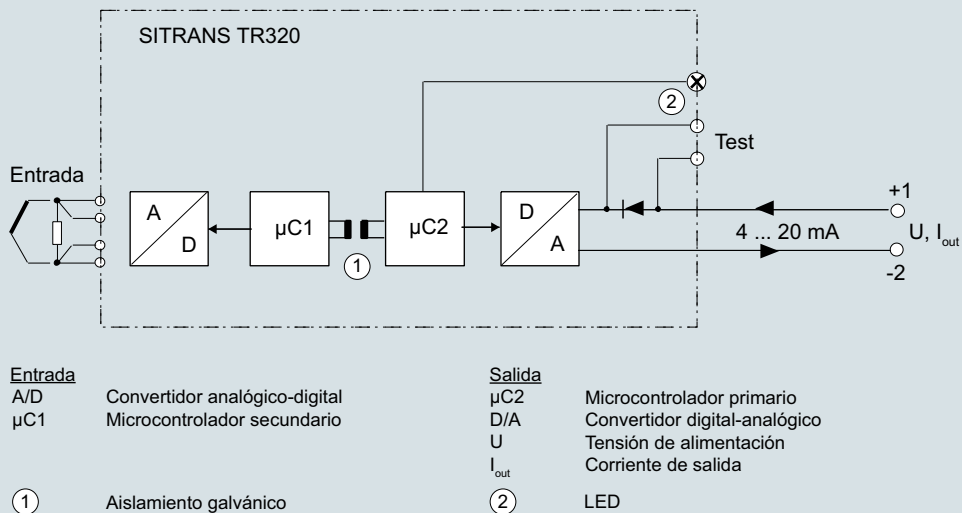 SITRANS TR320
2
Test
Entrada
A
D
µC1
µC2
D
A
1
4 ... 20 mA
+1
U, Iout
-2
Entrada
A/D Convertidor analógico-digital
µC1 Microcontrolador secundario
1 Aislamiento galvánico
Salida
µC2 Microcontrolador primario
D/A Convertidor digital-analógico
U Tensión de alimentación
Iout Corriente de salida
2 LED